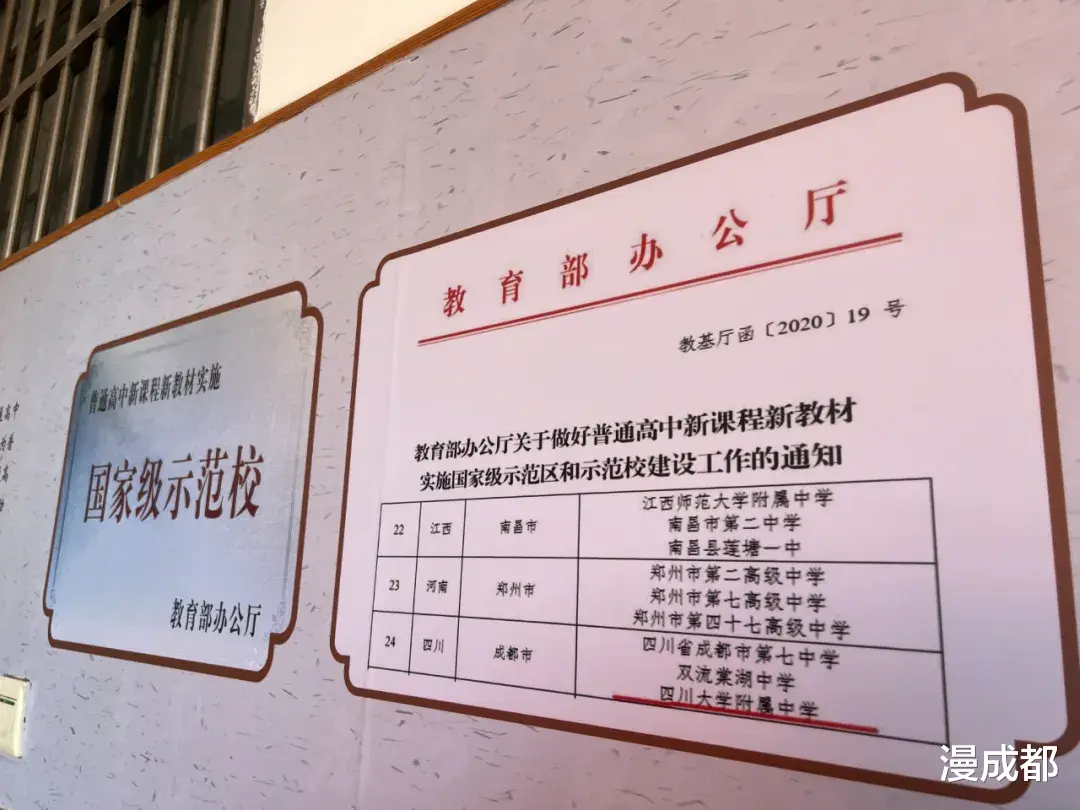 普通高中新课程新教材实施
国家级示范校
教育部办公厅
教育部办公厅
教基厅函〔2020〕19 号
教育部办公厅关于做好普通高中新课程新教材
实施国家级示范区和示范校建设工作的通知
22 江西 南昌市 江西师范大学附属中学
南昌市第二中学
南昌县莲塘一中
23 河南 郑州市 郑州市第二高级中学
郑州市第七高级中学
郑州市第四十七高级中学
24 四川 成都市 四川省成都市第七中学
双流棠湖中学
四川大学附属中学
漫成都